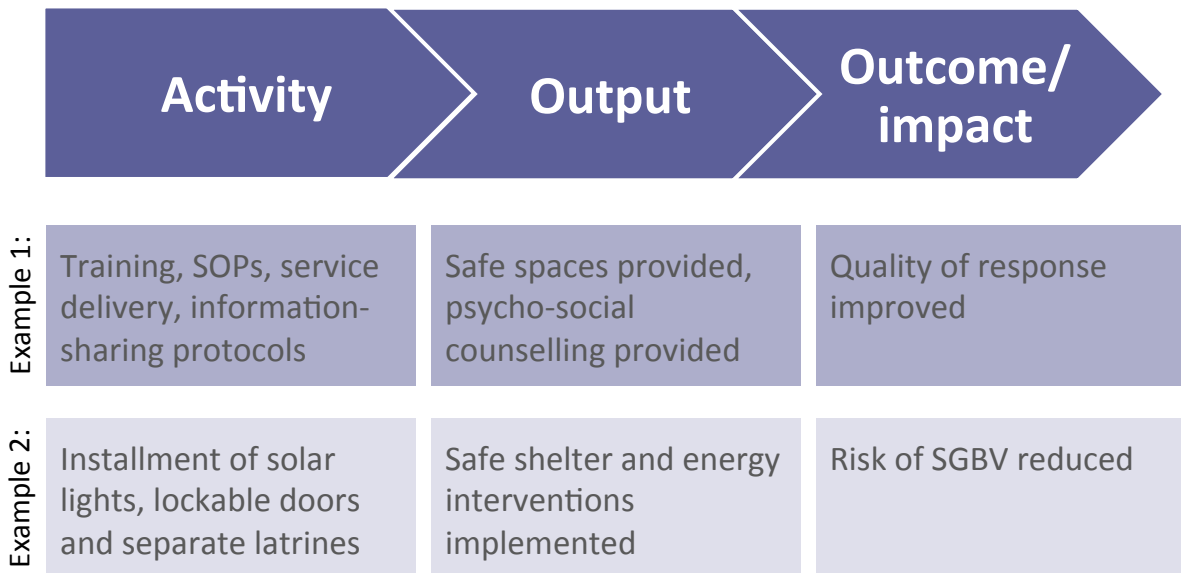 Activity
Output
Outcome/
impact
Example 1:
Training, SOPs, service
delivery, information-
sharing protocols
Safe spaces provided,
psycho-social
counselling provided
Quality of response
improved
Example 2:
Installment of solar
lights, lockable doors
and separate latrines
Safe shelter and energy
interventions
implemented
Risk of SGBV reduced